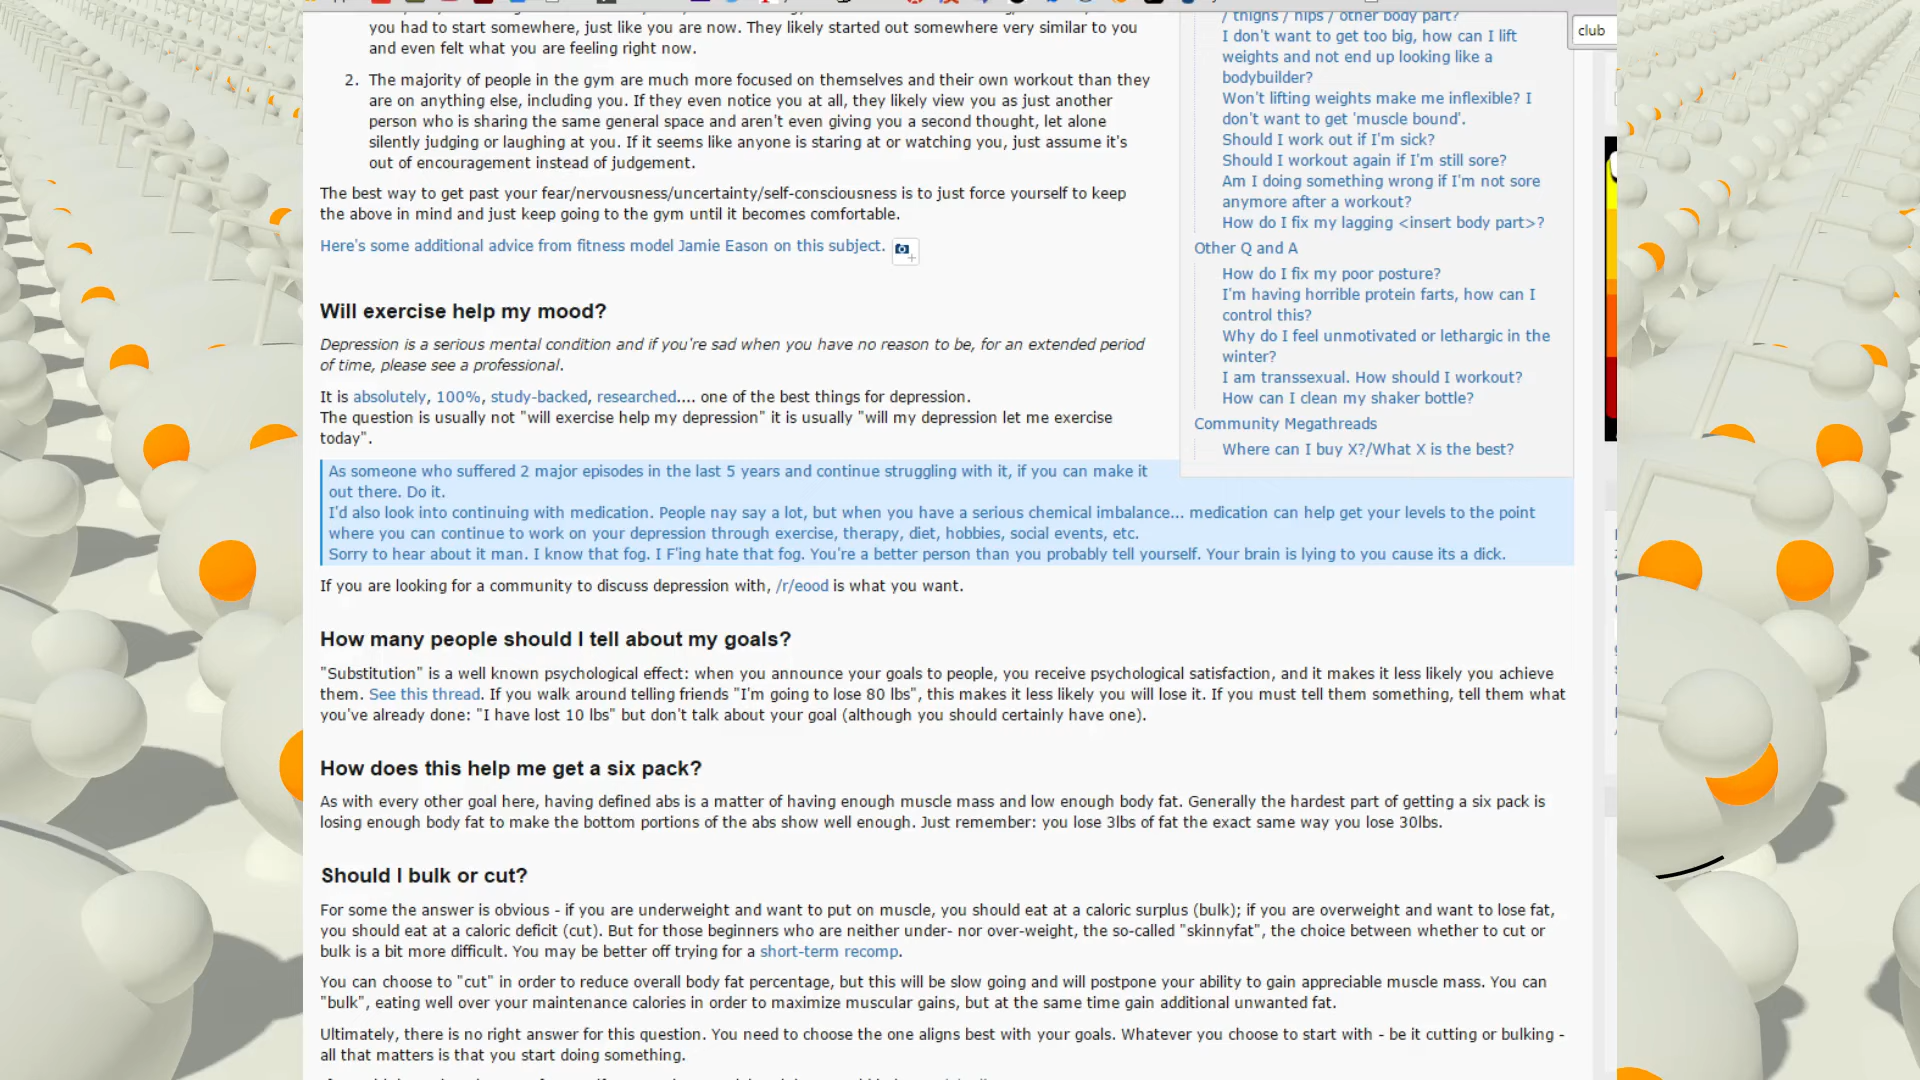 you had to start somewhere, just like you are now. They likely started out somewhere very similar to you
and even felt what you are feeling right now.
2. The majority of people in the gym are much more focused on themselves and their own workout than they
are on anything else, including you. If they even notice you at all, they likely view you as just another
person who is sharing the same general space and aren't even giving you a second thought, let alone
silently judging or laughing at you. If it seems like anyone is staring at or watching you, just assume it's
out of encouragement instead of judgement.
The best way to get past your fear/nervousness/uncertainty/self-consciousness is to just force yourself to keep
the above in mind and just keep going to the gym until it becomes comfortable.
Here's some additional advice from fitness model Jamie Eason on this subject.
Will exercise help my mood?
Depression is a serious mental condition and if you're sad when you have no reason to be, for an extended period
of time, please see a professional.
It is absolutely, 100%, study-backed, researched.... one of the best things for depression.
The question is usually not "will exercise help my depression" it is usually "will my depression let me exercise
today".
As someone who suffered 2 major episodes in the last 5 years and continue struggling with it, if you can make it
out there. Do it.
I'd also look into continuing with medication. People nay say a lot, but when you have a serious chemical imbalance... medication can help get your levels to the point
where you can continue to work on your depression through exercise, therapy, diet, hobbies, social events, etc.
Sorry to hear about it man. I know that fog. I F'ing hate that fog. You're a better person than you probably tell yourself. Your brain is lying to you cause its a dick.
If you are looking for a community to discuss depression with, /r/eood is what you want.
How many people should I tell about my goals?
"Substitution" is a well known psychological effect: when you announce your goals to people, you receive psychological satisfaction, and it makes it less likely you achieve
them. See this thread. If you walk around telling friends "I'm going to lose 80 lbs", this makes it less likely you will lose it. If you must tell them something, tell them what
you've already done: "I have lost 10 lbs" but don't talk about your goal (although you should certainly have one).
How does this help me get a six pack?
As with every other goal here, having defined abs is a matter of having enough muscle mass and low enough body fat. Generally the hardest part of getting a six pack is
losing enough body fat to make the bottom portions of the abs show well enough. Just remember: you lose 3lbs of fat the exact same way you lose 30lbs.
Should I bulk or cut?
For some the answer is obvious - if you are underweight and want to put on muscle, you should eat at a caloric surplus (bulk); if you are overweight and want to lose fat,
you should eat at a caloric deficit (cut). But for those beginners who are neither under- nor over-weight, the so-called "skinnyfat", the choice between whether to cut or
bulk is a bit more difficult. You may be better off trying for a short-term recomp.
You can choose to "cut" in order to reduce overall body fat percentage, but this will be slow going and will postpone your ability to gain appreciable muscle mass. You can
"bulk", eating well over your maintenance calories in order to maximize muscular gains, but at the same time gain additional unwanted fat.
Ultimately, there is no right answer for this question. You need to choose the one aligns best with your goals. Whatever you choose to start with - be it cutting or bulking -
all that matters is that you start doing something.
/ thighs / hips / other body part?
I don't want to get too big, how can I lift
weights and not end up looking like a
bodybuilder?
Won't lifting weights make me inflexible? I
don't want to get 'muscle bound'.
Should I work out if I'm sick?
Should I workout again if I'm still sore?
Am I doing something wrong if I'm not sore
anymore after a workout?
How do I fix my lagging <insert body part>?
Other Q and A
How do I fix my poor posture?
I'm having horrible protein farts, how can I
control this?
Why do I feel unmotivated or lethargic in the
winter?
I am transsexual. How should I workout?
How can I clean my shaker bottle?
Community Megathreads
Where can I buy X?/What X is the best?
club